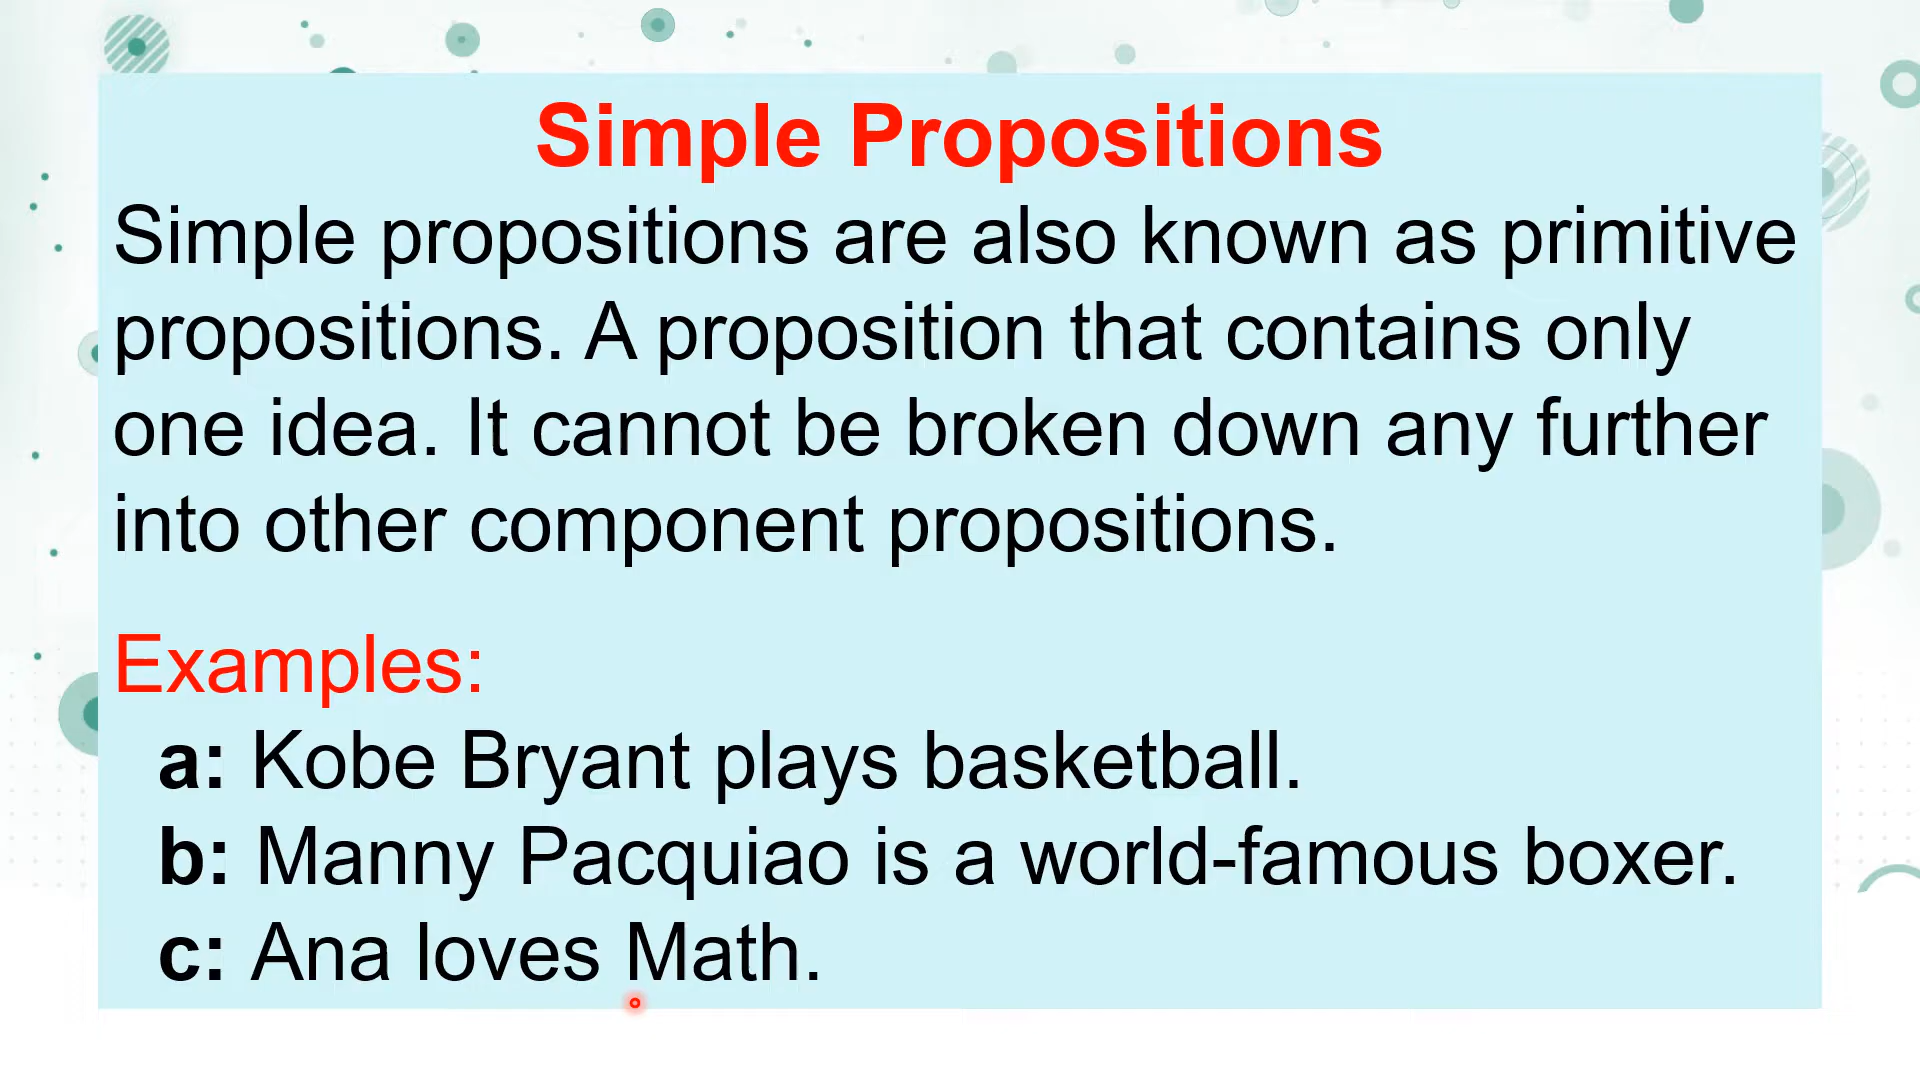 Simple Propositions
Simple propositions are also known as primitive
propositions. A proposition that contains only
one idea. It cannot be broken down any further
into other component propositions.
Examples:
a: Kobe Bryant plays basketball.
b: Manny Pacquiao is a world-famous boxer.
c: Ana loves Math.